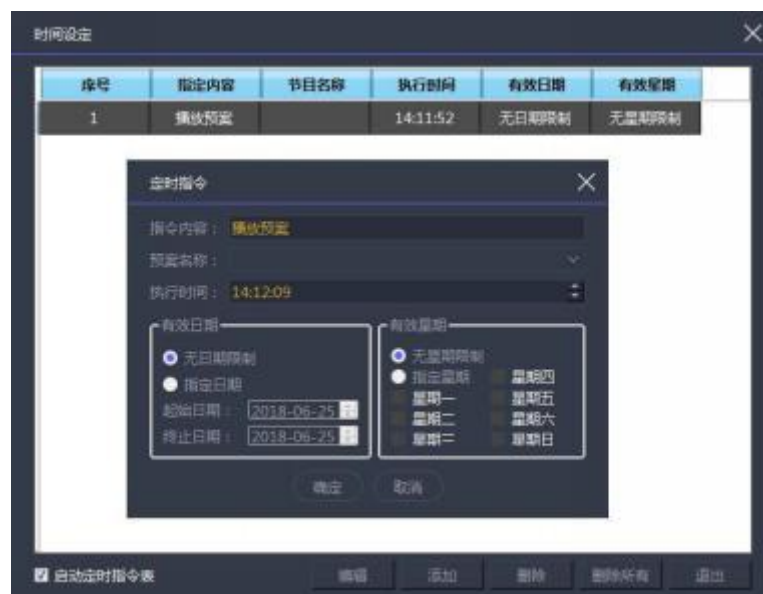 时间设定
序号 指定内容 节目名称 执行时间 有效日期 有效星期
1 播放预案 14:11:52 无日期限制 无星期限制
定时指令
指令内容： 播放预案
预案名称：
执行时间： 14:12:09
有效日期
无日期限制
指定日期
起始日期： 2018-06-25
终止日期： 2018-06-25
有效星期
无星期限制
指定星期 星期四
星期一 星期五
星期二 星期六
星期三 星期日
确定 取消
启动定时指令表 编辑 添加 删除 删除所有 退出